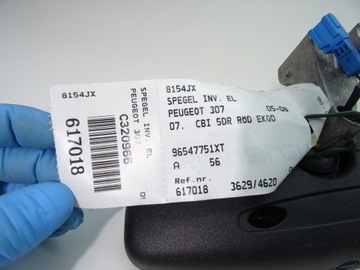 8154JX
SPEGEL INV. EL
PEUGEOT 307
C320966
617018
8154JX
SPEGEL INV. EL
PEUGEOT 307 05-08
07. CBI 5DR RÖD EKOD
96547751XT
A 56
Ref.nr.
617018 3629/4620